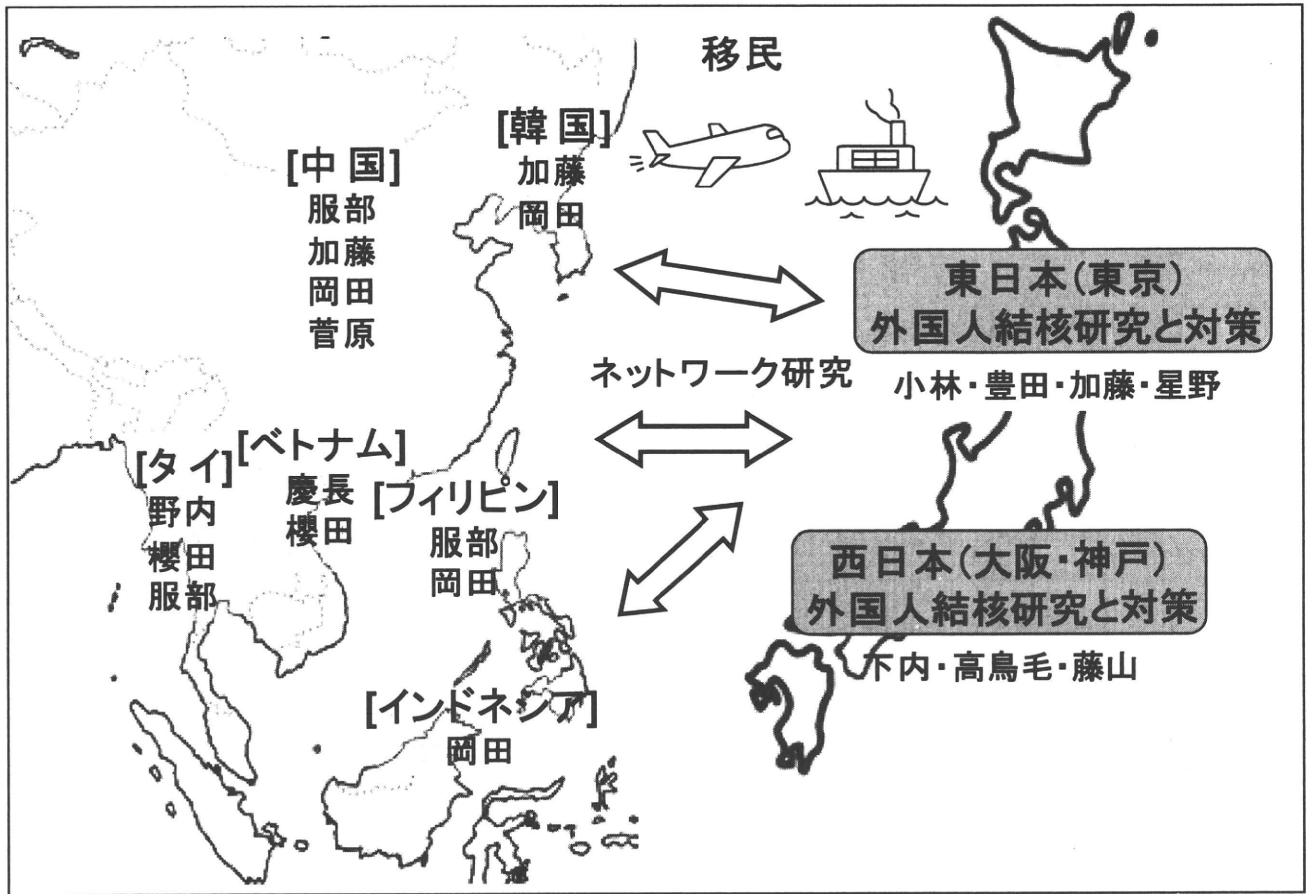 移民
[韓国]
加藤
岡田
[中国]
服部
加藤
岡田
菅原
東日本(東京)
外国人結核研究と対策
小林・豊田・加藤・星野
ネットワーク研究
[タイ]
野内
櫻田
服部
[ベトナム]
慶長
櫻田
[フィリピン]
服部
岡田
西日本(大阪・神戸)
外国人結核研究と対策
下内・高鳥毛・藤山
[インドネシア]
岡田